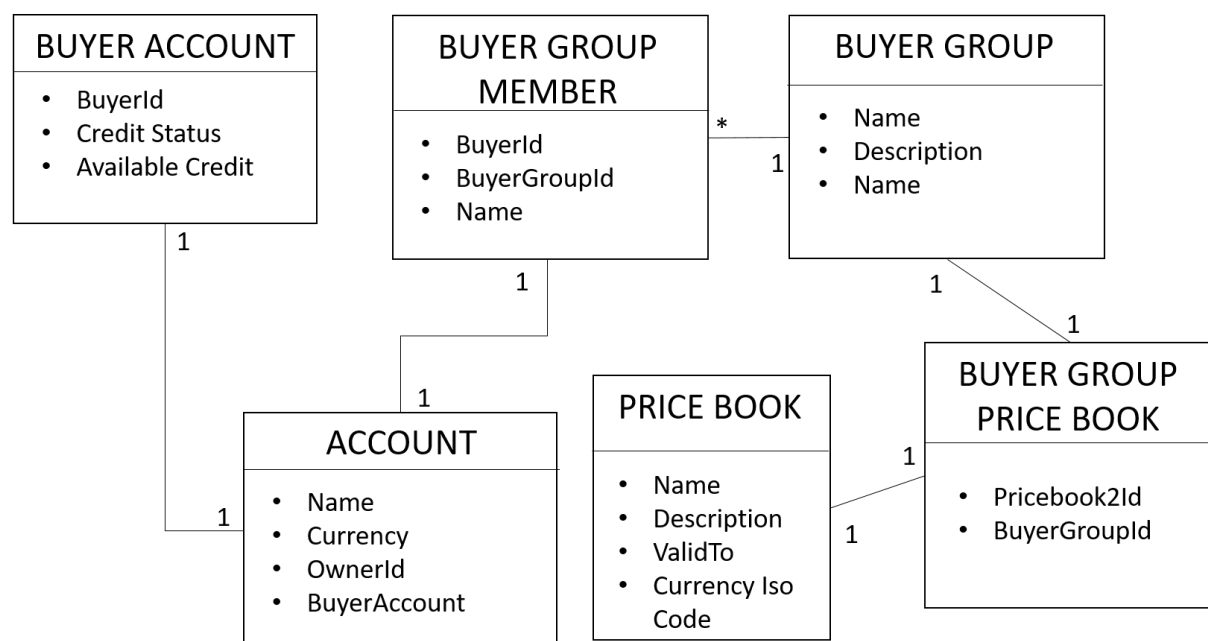 BUYER ACCOUNT
• BuyerId
• Credit Status
• Available Credit
1
BUYER GROUP
MEMBER
• BuyerId
• BuyerGroupId
• Name
*
1
1
BUYER GROUP
• Name
• Description
• Name
1
1
1
ACCOUNT
• Name
• Currency
• OwnerId
• BuyerAccount
1
PRICE BOOK
• Name
• Description
• ValidTo
• Currency Iso
Code
1
1
BUYER GROUP
PRICE BOOK
• Pricebook2Id
• BuyerGroupId